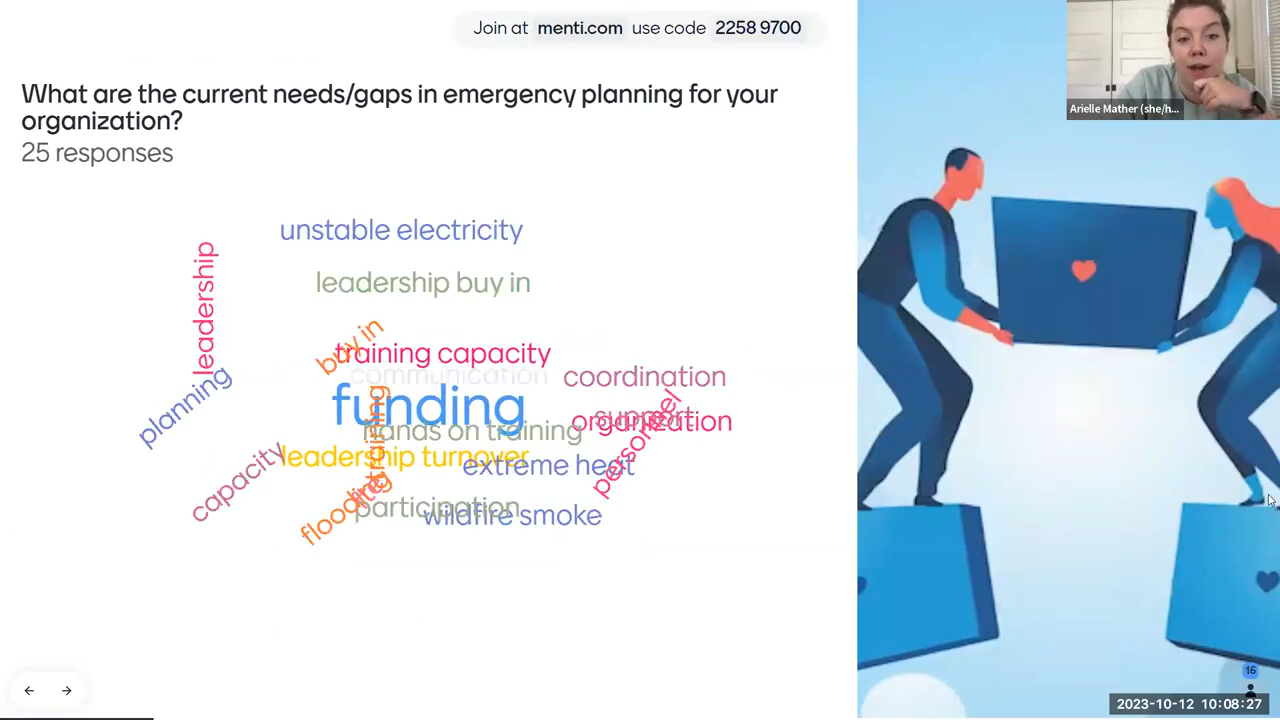 Join at menti.com use code 2258 9700
Arielle Mather (she/h...
What are the current needs/gaps in emergency planning for your
organization?
25 responses
unstable electricity
leadership
leadership buy in
buy in
training capacity
communication
coordination
planning
funding
training
support
organization
personnel
hands on training
leadership turnover
extreme heat
capacity
flooding
participation
wildfire smoke
16
2023-10-12 10:08:27